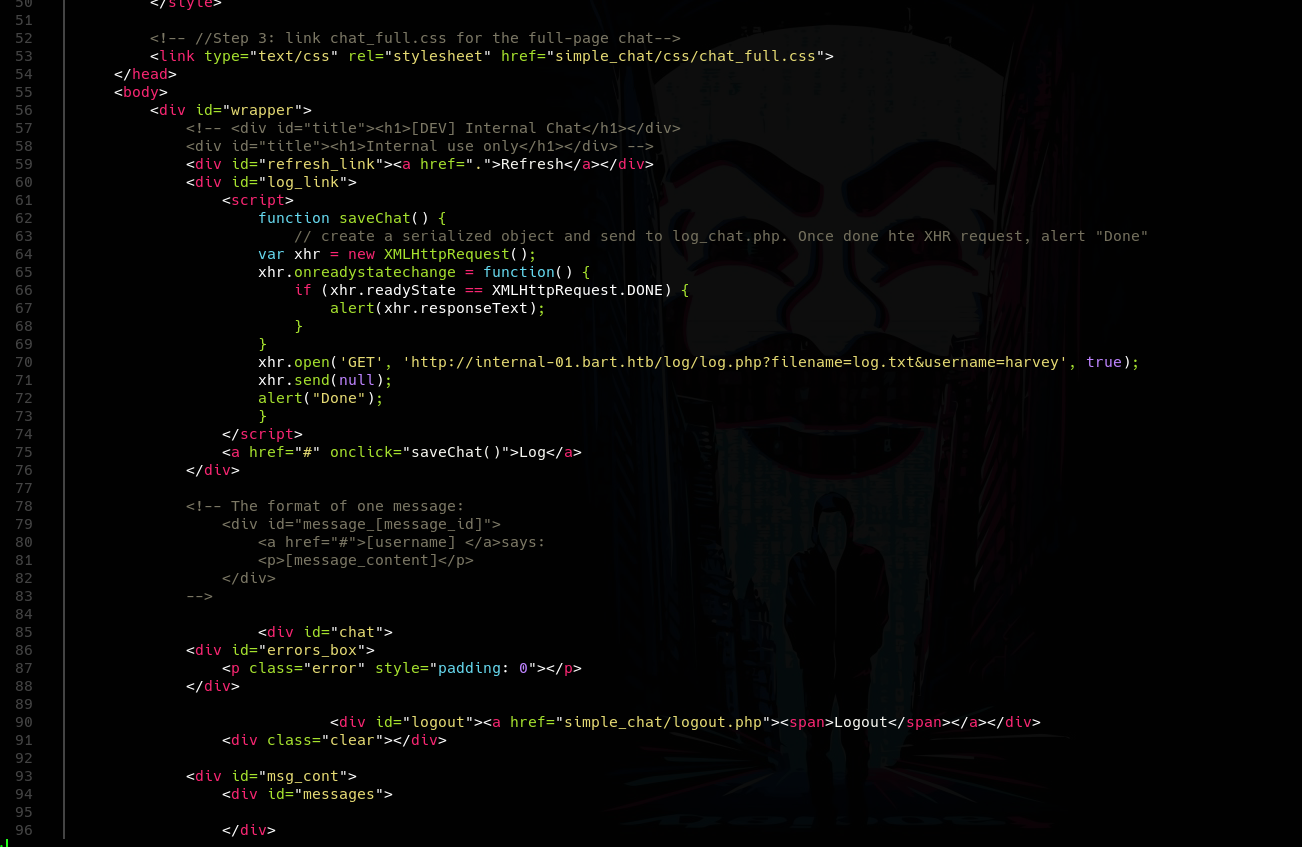 50 </style>
51
52 <!-- //Step 3: link chat_full.css for the full-page chat-->
53 <link type="text/css" rel="stylesheet" href="simple_chat/css/chat_full.css">
54 </head>
55 <body>
56 <div id="wrapper">
57 <!-- <div id="title"><h1>[DEV] Internal Chat</h1></div>
58 <div id="title"><h1>Internal use only</h1></div> -->
59 <div id="refresh_link"><a href=".">Refresh</a></div>
60 <div id="log_link">
61 <script>
62 function saveChat() {
63 // create a serialized object and send to log_chat.php. Once done hte XHR request, alert "Done"
64 var xhr = new XMLHttpRequest();
65 xhr.onreadystatechange = function() {
66 if (xhr.readyState == XMLHttpRequest.DONE) {
67 alert(xhr.responseText);
68 }
69 }
70 xhr.open('GET', 'http://internal-01.bart.htb/log/log.php?filename=log.txt&username=harvey', true);
71 xhr.send(null);
72 alert("Done");
73 }
74 </script>
75 <a href="#" onclick="saveChat()">Log</a>
76 </div>
77
78 <!-- The format of one message:
79 <div id="message_[message_id]">
80 <a href="#">[username] </a>says:
81 <p>[message_content]</p>
82 </div>
83 -->
84
85 <div id="chat">
86 <div id="errors_box">
87 <p class="error" style="padding: 0"></p>
88 </div>
89
90 <div id="logout"><a href="simple_chat/logout.php"><span>Logout</span></a></div>
91 <div class="clear"></div>
92
93 <div id="msg_cont">
94 <div id="messages">
95
96 </div>